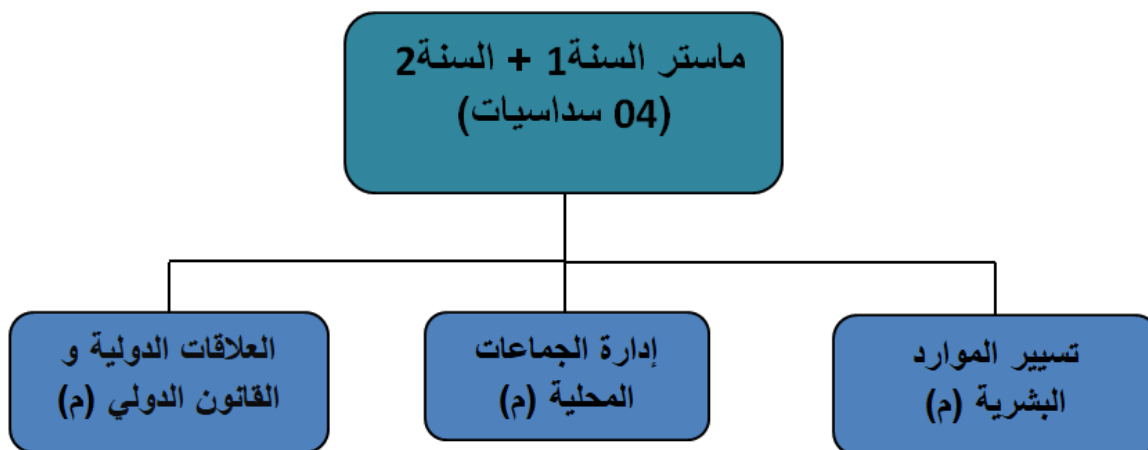 ماستر السنة1 + السنة2
(04 سداسيات)
تسيير الموارد
البشرية (م)
إدارة الجماعات
المحلية (م)
العلاقات الدولية و
القانون الدولي (م)